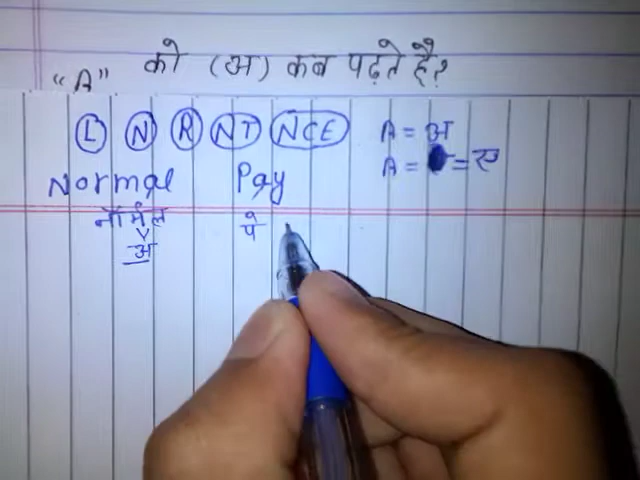 "A" को (अ) कब पढ़ते है?
L N R NT NCE A = अ
A = = ए
Normal Pay
नॉर्मल पे
अ